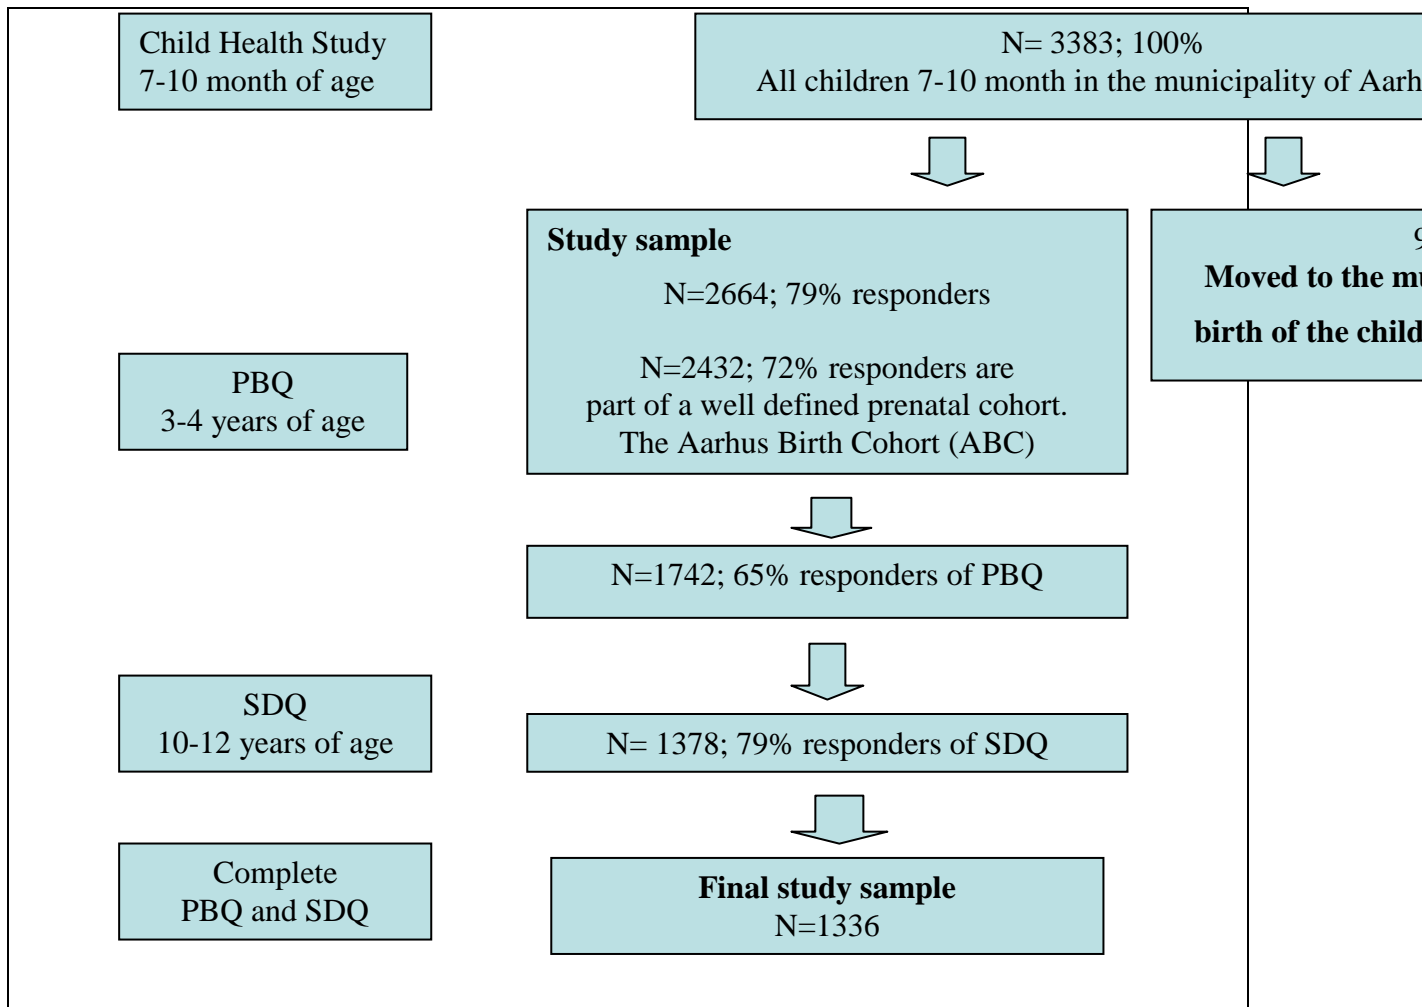 Child Health Study
7-10 month of age
N= 3383; 100%
All children 7-10 month in the municipality of
Study sample
N=2664; 79% responders
N=2432; 72% responders are
part of a well defined prenatal cohort.
The Aarhus Birth Cohort (ABC)
9
Moved to the
birth of the child
PBQ
3-4 years of age
N=1742; 65% responders of PBQ
SDQ
10-12 years of age
N= 1378; 79% responders of SDQ
Complete
PBQ and SDQ
Final study sample
N=1336